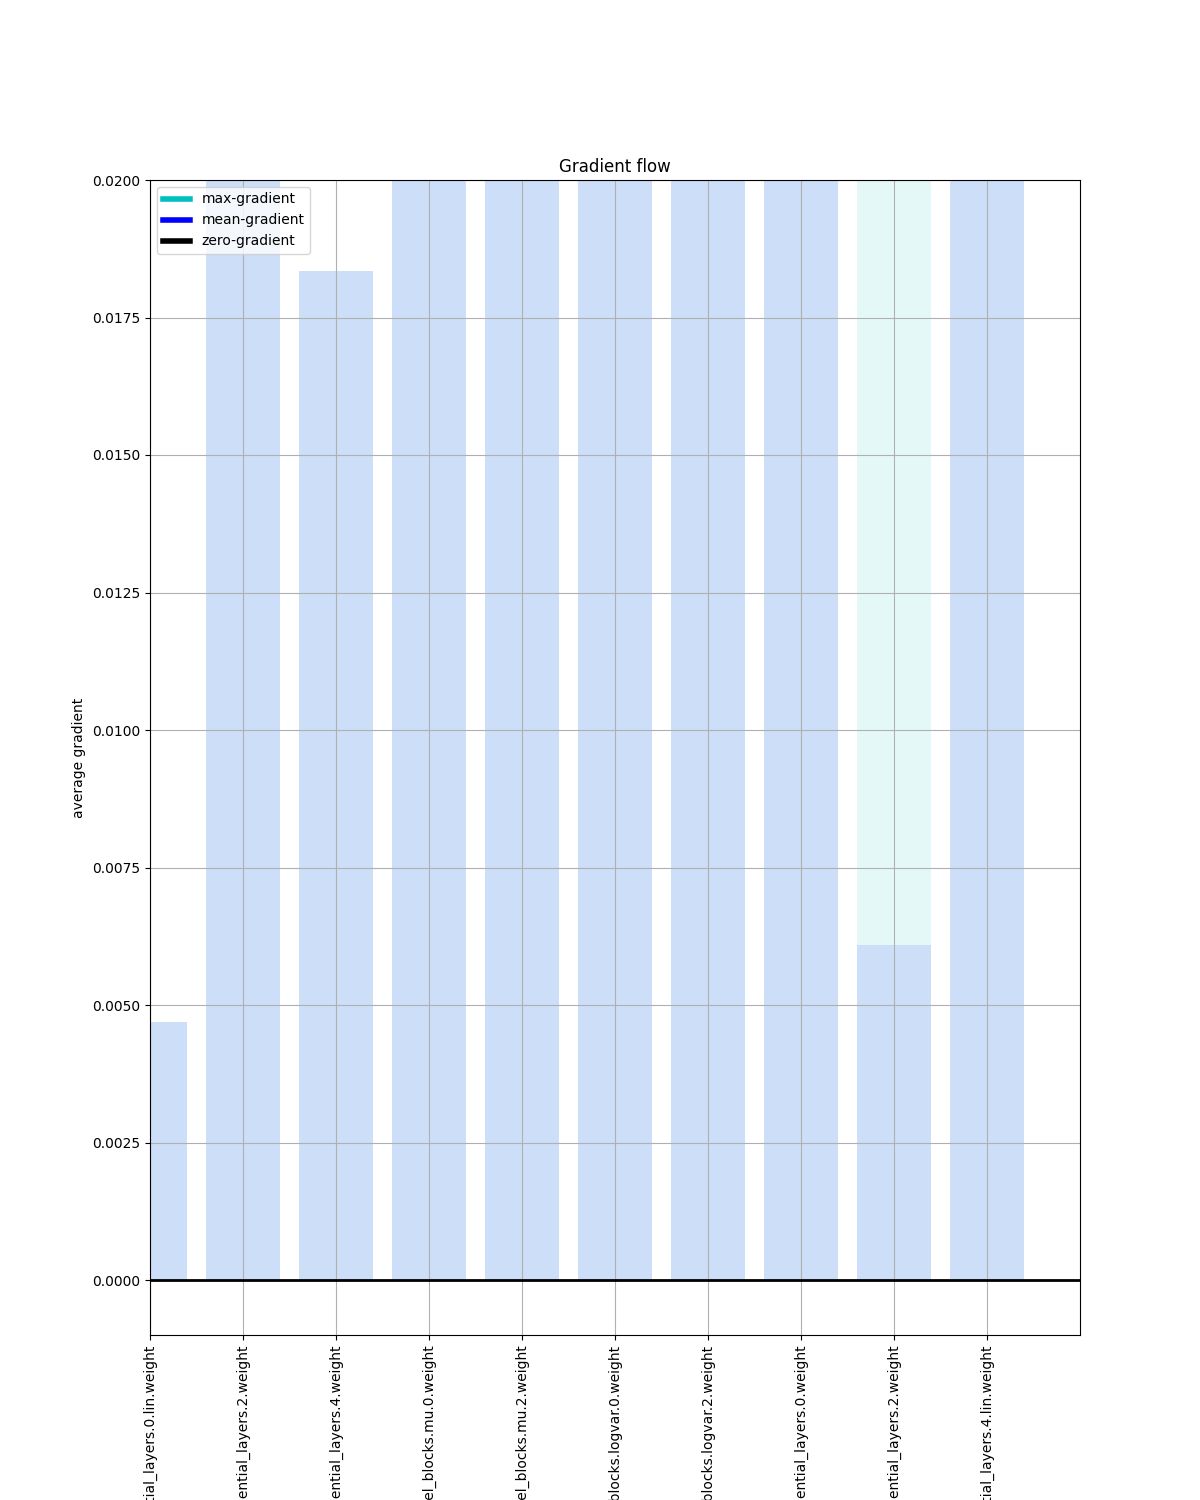 Gradient flow
max-gradient
mean-gradient
zero-gradient
0.0200
0.0175
0.0150
0.0125
0.0100
0.0075
0.0050
0.0025
0.0000
average gradient
tial_layers.0.lin.weight
ential_layers.2.weight
ential_layers.4.weight
el_blocks.mu.0.weight
el_blocks.mu.2.weight
blocks.logvar.0.weight
blocks.logvar.2.weight
ential_layers.0.weight
ential_layers.2.weight
tial_layers.4.lin.weight